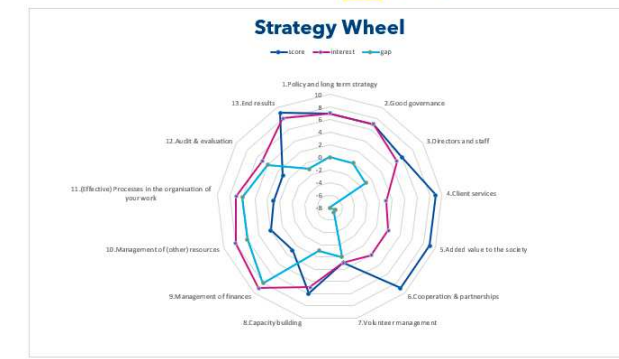 Strategy Wheel
score interest gap
1.Policy and long term strategy
2.Good governance
3.Directors and staff
4.Client services
5.Added value to the society
6.Cooperation & partnerships
7.Volunteer management
8.Capacity building
9.Management of finances
10.Management of (other) resources
11.(Effective) Processes in the organisation of
your work
12.Audit & evaluation
13.End results
10
8
6
4
2
0
-2
-4
-6
-8